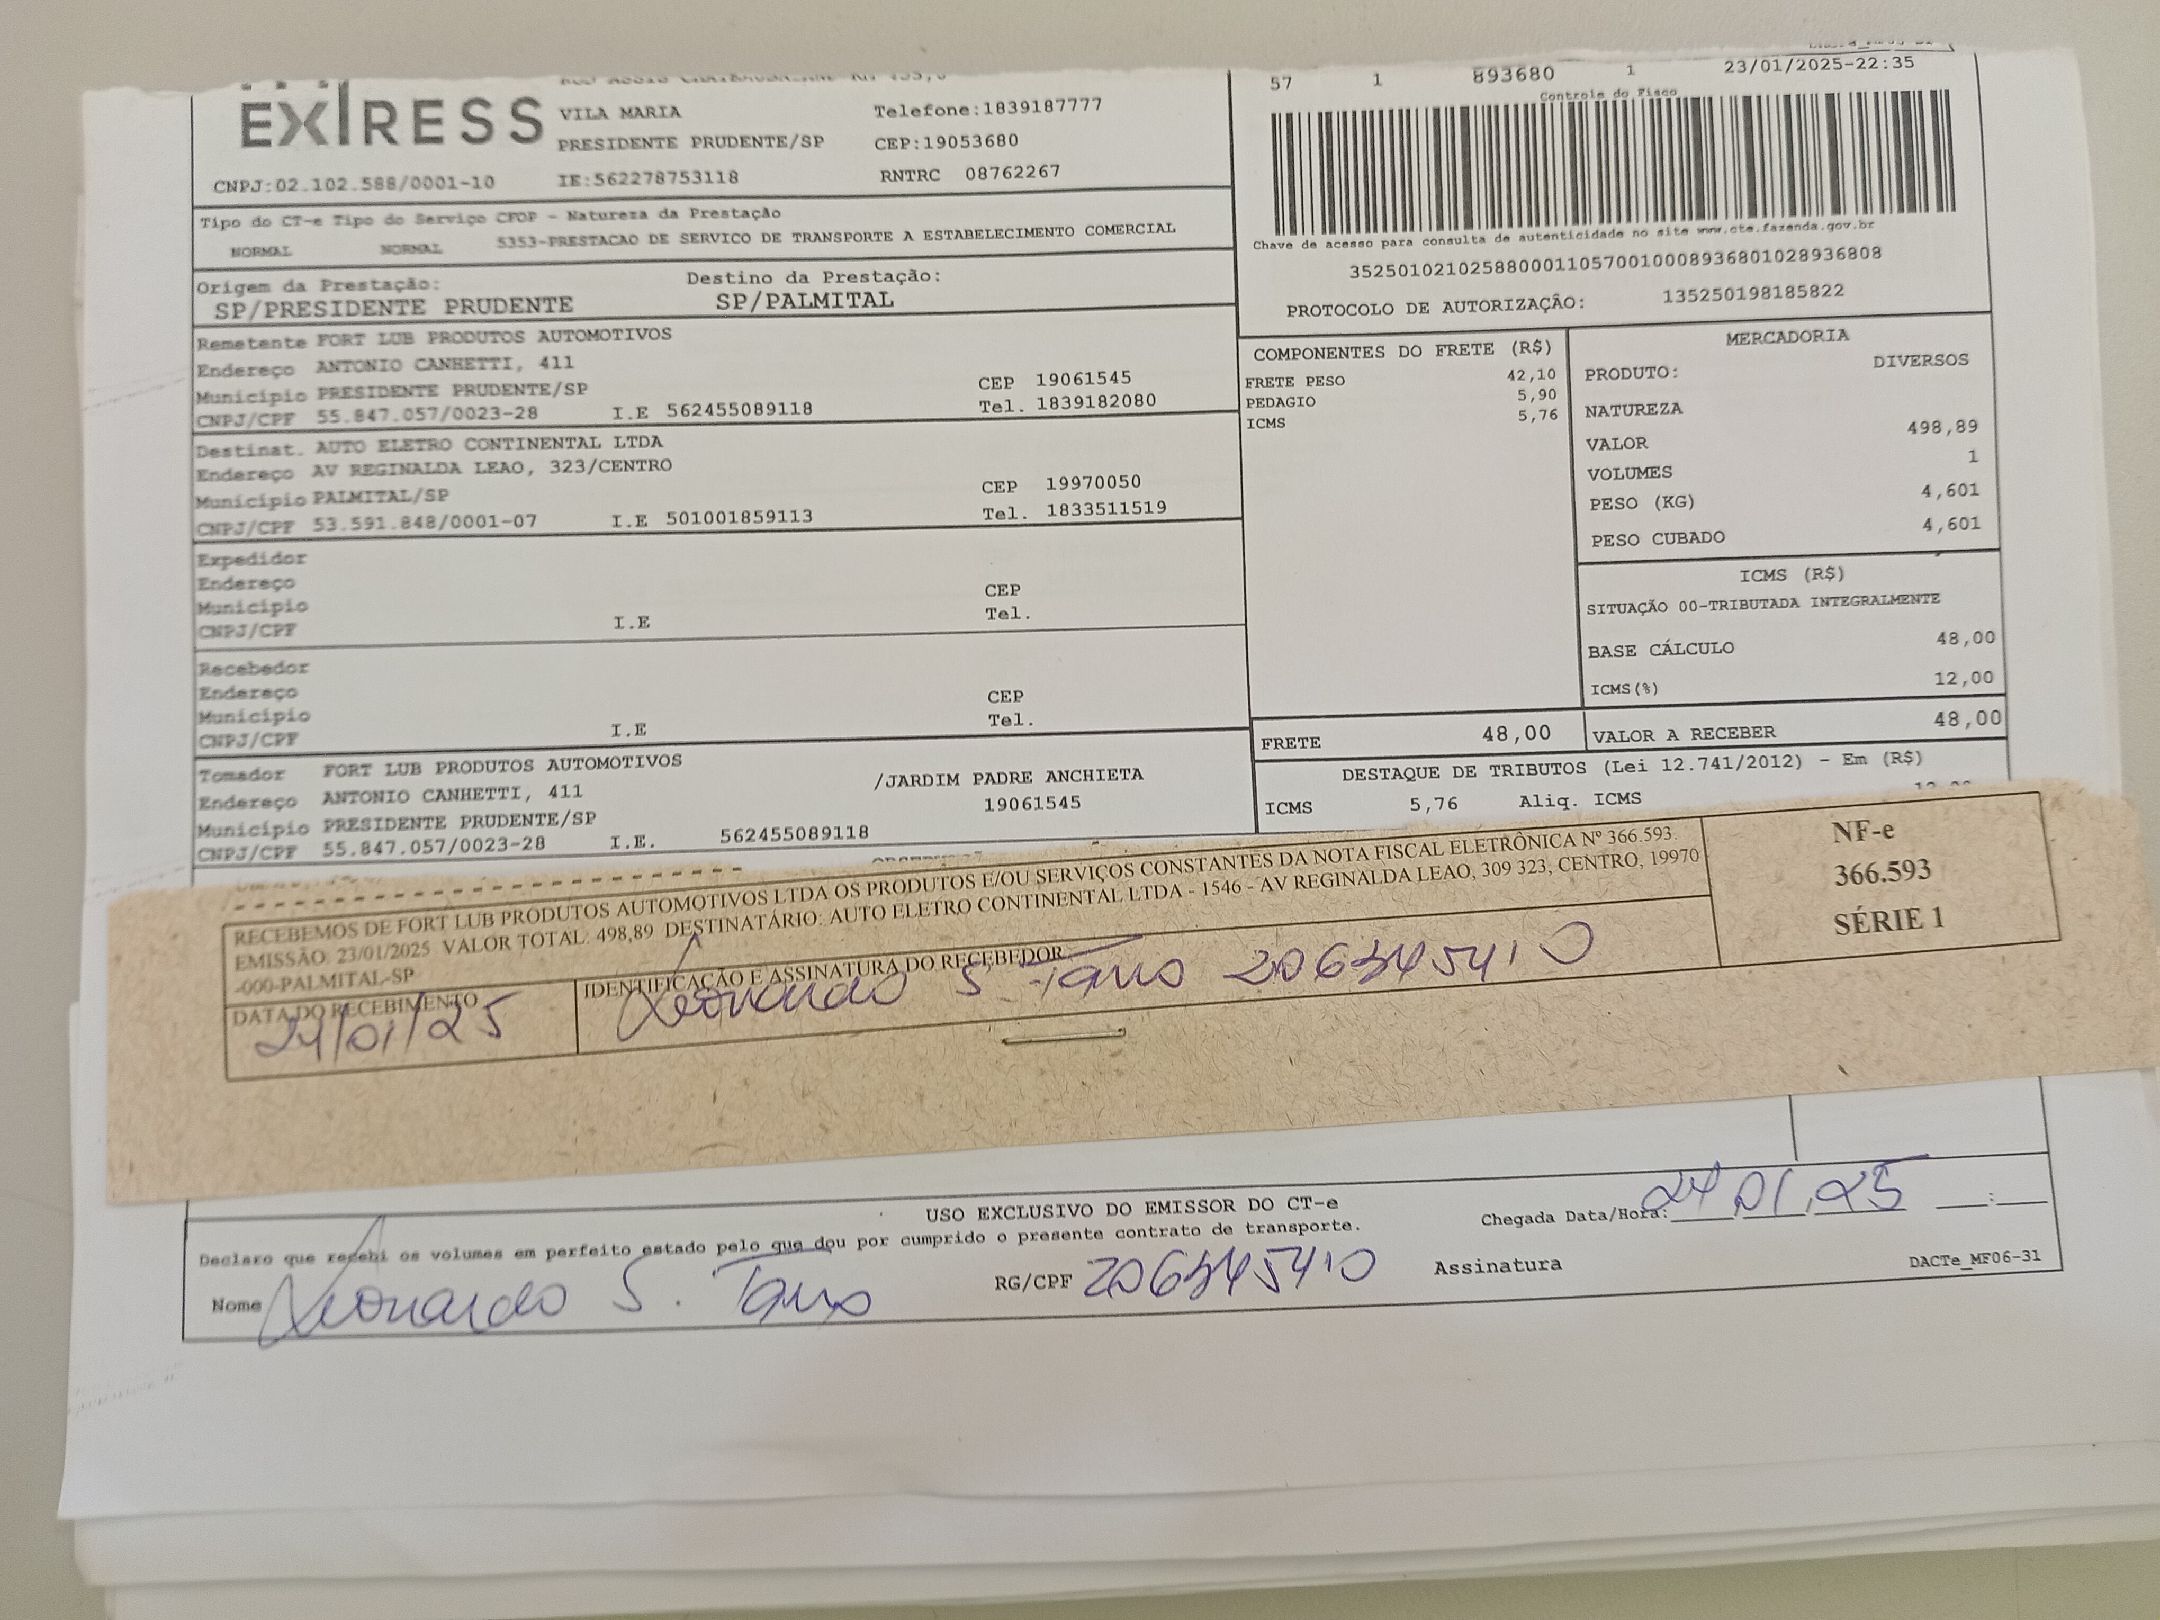 EXPRESS
VILA MARIA Telefone:1839187777
PRESIDENTE PRUDENTE/SP CEP:19053680
CNPJ:02.102.588/0001-10 IE:562278753118 RNTRC 08762267
57 1 893680 1 23/01/2025-22:35
Controle do Fisco
Chave de acesso para consulta de autenticidade no site www.cte.fazenda.gov.br
35250102102588000110570010008936801028936808
PROTOCOLO DE AUTORIZAÇÃO: 135250198185822
Tipo do CT-e Tipo do Serviço CFOP - Natureza da Prestação
NORMAL NORMAL 5353-PRESTACAO DE SERVICO DE TRANSPORTE A ESTABELECIMENTO COMERCIAL
Origem da Prestação: Destino da Prestação:
SP/PRESIDENTE PRUDENTE SP/PALMITAL
Remetente FORT LUB PRODUTOS AUTOMOTIVOS
Endereço ANTONIO CANHETTI, 411
Município PRESIDENTE PRUDENTE/SP CEP 19061545
CNPJ/CPF 55.847.057/0023-28 I.E 562455089118 Tel. 1839182080
Destinat. AUTO ELETRO CONTINENTAL LTDA
Endereço AV REGINALDA LEAO, 323/CENTRO
Município PALMITAL/SP CEP 19970050
CNPJ/CPF 53.591.848/0001-07 I.E 501001859113 Tel. 1833511519
Expedidor
Endereço
Município CEP
CNPJ/CPF I.E Tel.
Recebedor
Endereço
Município CEP
CNPJ/CPF I.E Tel.
Tomador FORT LUB PRODUTOS AUTOMOTIVOS
Endereço ANTONIO CANHETTI, 411 /JARDIM PADRE ANCHIETA
Município PRESIDENTE PRUDENTE/SP 19061545
CNPJ/CPF 55.847.057/0023-28 I.E. 562455089118
COMPONENTES DO FRETE (R$)
FRETE PESO 42,10
PEDAGIO 5,90
ICMS 5,76
MERCADORIA
PRODUTO: DIVERSOS
NATUREZA
VALOR 498,89
VOLUMES 1
PESO (KG) 4,601
PESO CUBADO 4,601
ICMS (R$)
SITUAÇÃO 00-TRIBUTADA INTEGRALMENTE
BASE CÁLCULO 48,00
ICMS(%) 12,00
FRETE 48,00 VALOR A RECEBER 48,00
DESTAQUE DE TRIBUTOS (Lei 12.741/2012) - Em (R$)
ICMS 5,76 Aliq. ICMS
RECEBEMOS DE FORT LUB PRODUTOS AUTOMOTIVOS LTDA OS PRODUTOS E/OU SERVIÇOS CONSTANTES DA NOTA FISCAL ELETRÔNICA Nº 366.593.
EMISSÃO: 23/01/2025 VALOR TOTAL: 498,89 DESTINATÁRIO: AUTO ELETRO CONTINENTAL LTDA - 1546 - AV REGINALDA LEAO, 309 323, CENTRO, 19970
-000-PALMITAL-SP
DATA DO RECEBIMENTO IDENTIFICAÇÃO E ASSINATURA DO RECEBEDOR
24/01/25 Leonardo S.
NF-e
366.593
SÉRIE 1
USO EXCLUSIVO DO EMISSOR DO CT-e
Declaro que recebi os volumes em perfeito estado pelo que dou por cumprido o presente contrato de transporte.
Chegada Data/Hora: 24 01 25 :
Nome Leonardo S. RG/CPF Assinatura
DACTe_MF06-31